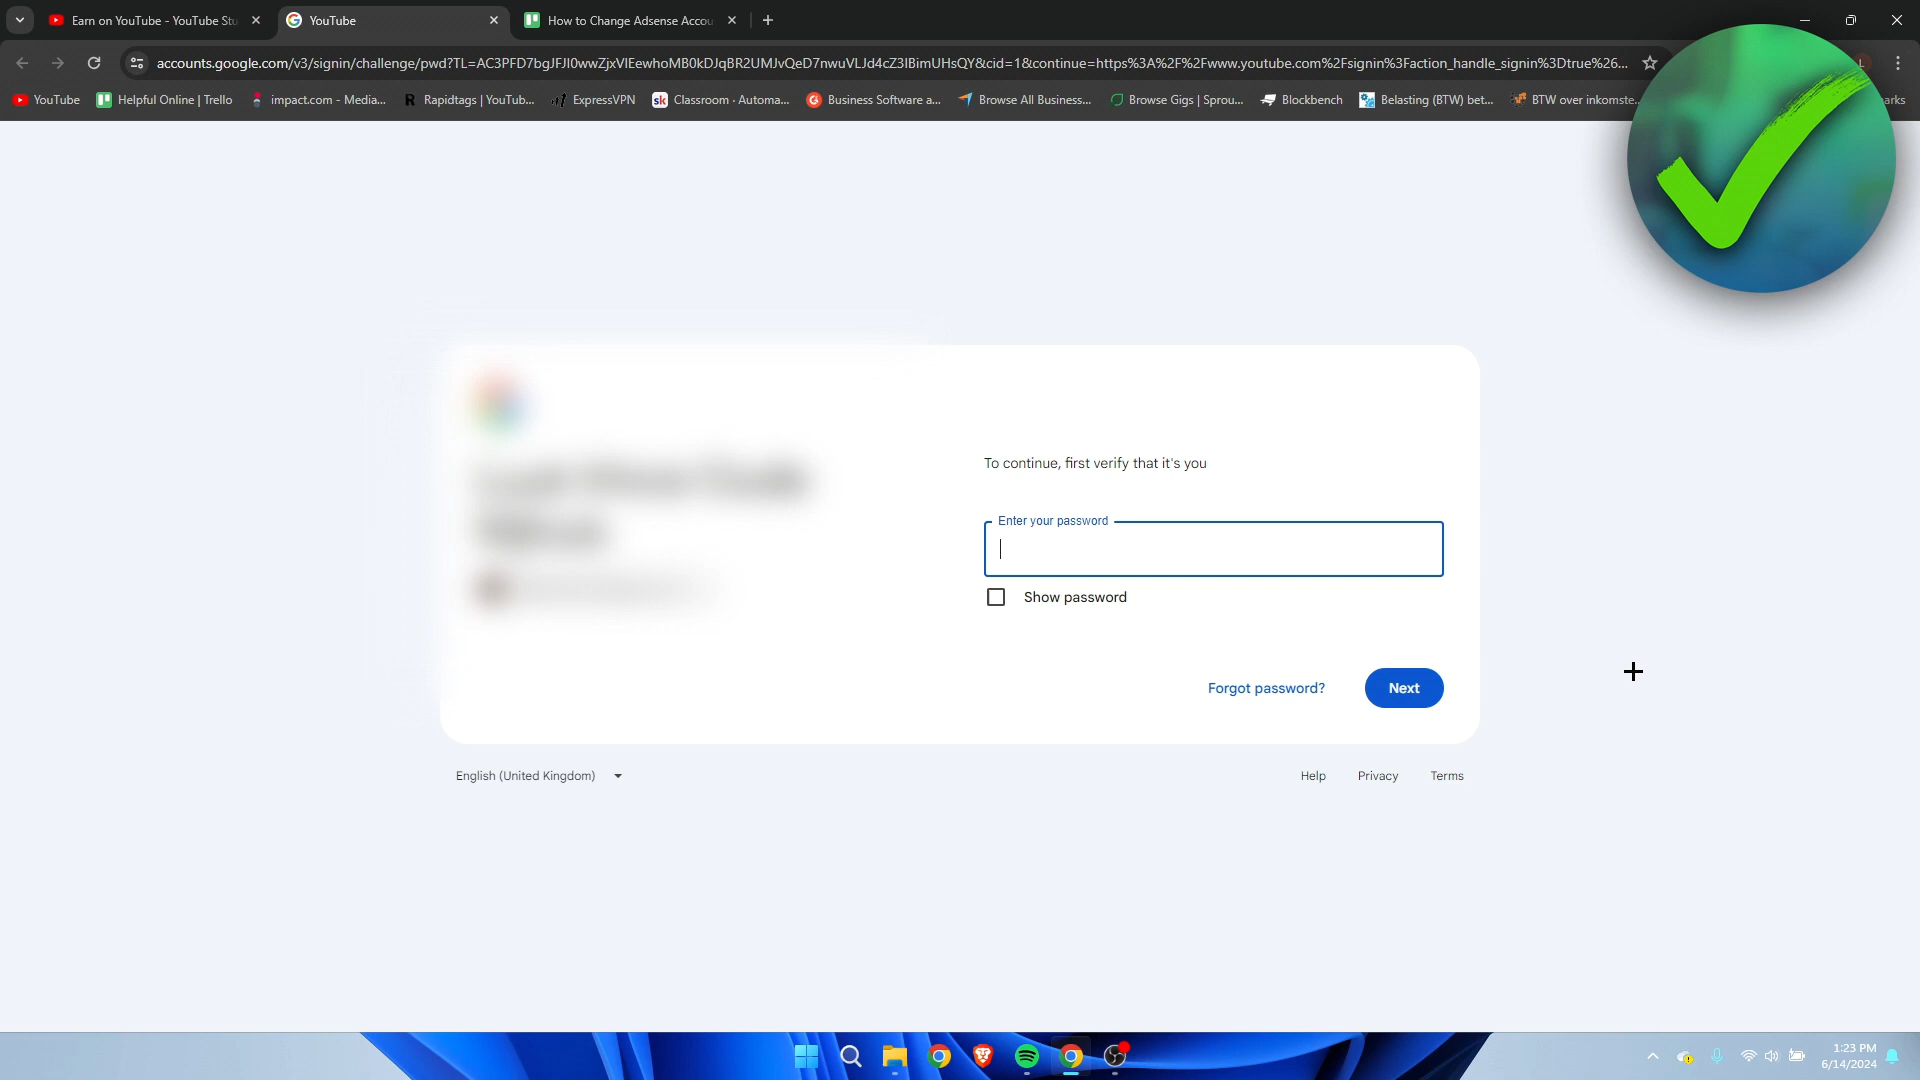 Earn on YouTube - YouTube Stu
YouTube
How to Change Adsense Accou
accounts.google.com/v3/signin/challenge/pwd?TL=AC3PFD7bgJFJl0wwZjxVlEewhoMB0kDJqBR2UMJvQeD7nwuVLJd4cZ3IBimUHsQY&cid=1&continue=https%3A%2F%2Fwww.youtube.com%2Fsignin%3Faction_handle_signin%3Dtrue%26...
YouTube
Helpful Online | Trello
impact.com - Media...
Rapidtags | YouTub...
ExpressVPN
Classroom · Automa...
Business Software a...
Browse All Business...
Browse Gigs | Sprou...
Blockbench
Belasting (BTW) bet...
BTW over inkomste...
arks
To continue, first verify that it's you
Enter your password
Show password
Forgot password?
Next
English (United Kingdom)
Help
Privacy
Terms
1:23 PM
6/14/2024